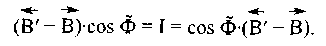 (B⃖′ − B⃗)·cos Φ̃ = I = cos Φ̃·(B⃖′ − B⃗).